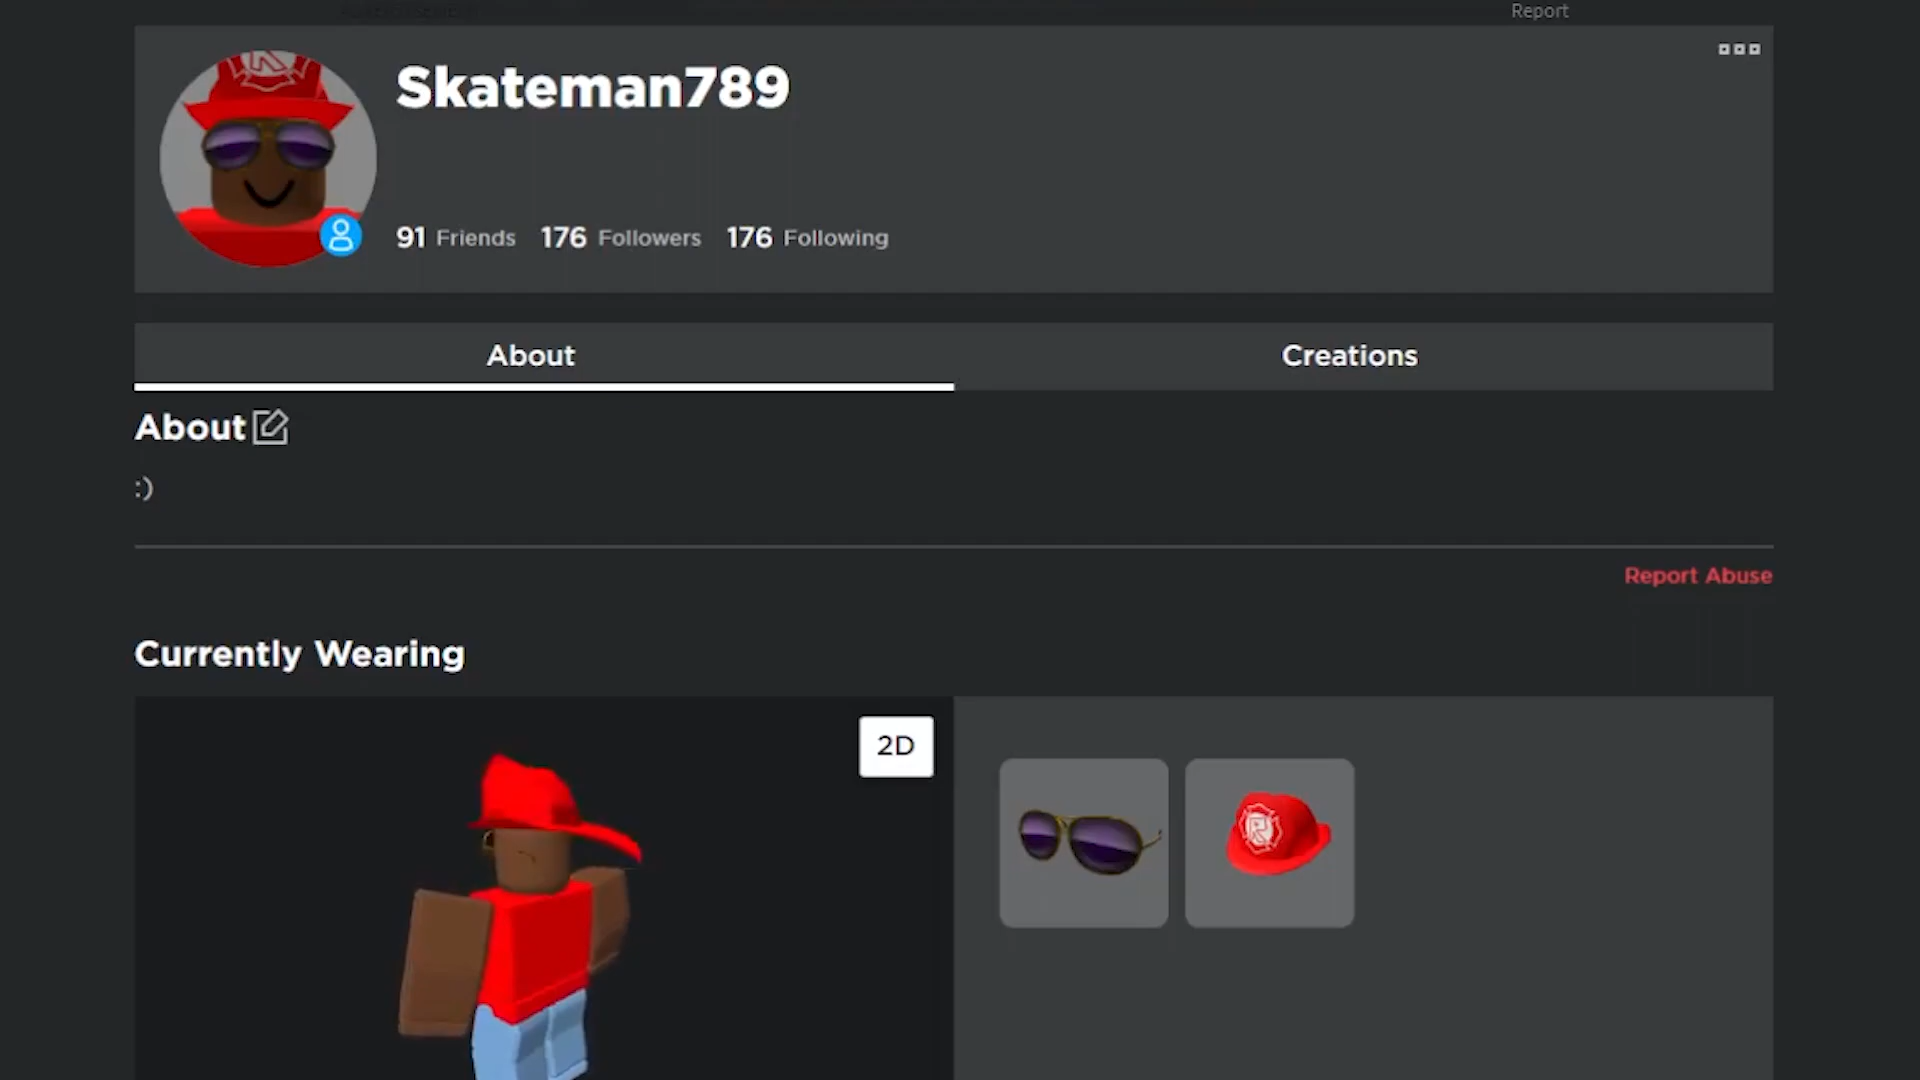 Report
Skateman789
91 Friends 176 Followers 176 Following
About Creations
About
:)
Report Abuse
Currently Wearing
2D
R